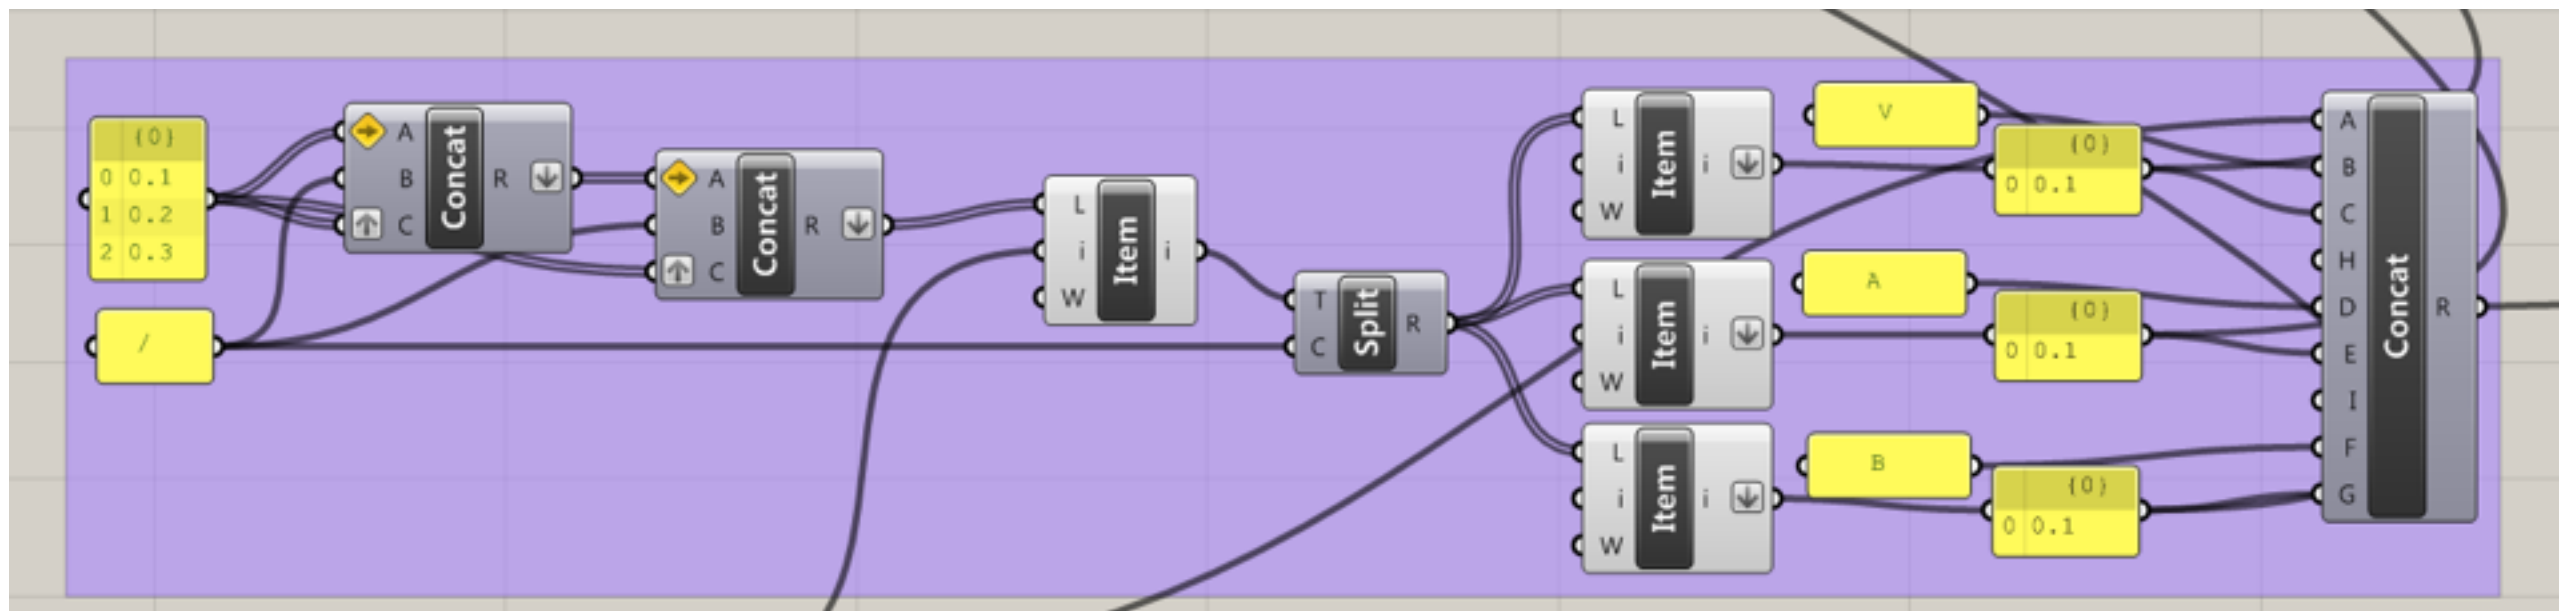 {0}
0 0.1
1 0.2
2 0.3
/
A
B
C
Concat
R
A
B
C
Concat
R
L
i
W
Item
i
T
C
Split
R
L
i
W
Item
i
L
i
W
Item
i
L
i
W
Item
i
V
{0}
0 0.1
A
{0}
0 0.1
B
{0}
0 0.1
A
B
C
H
D
E
I
F
G
Concat
R